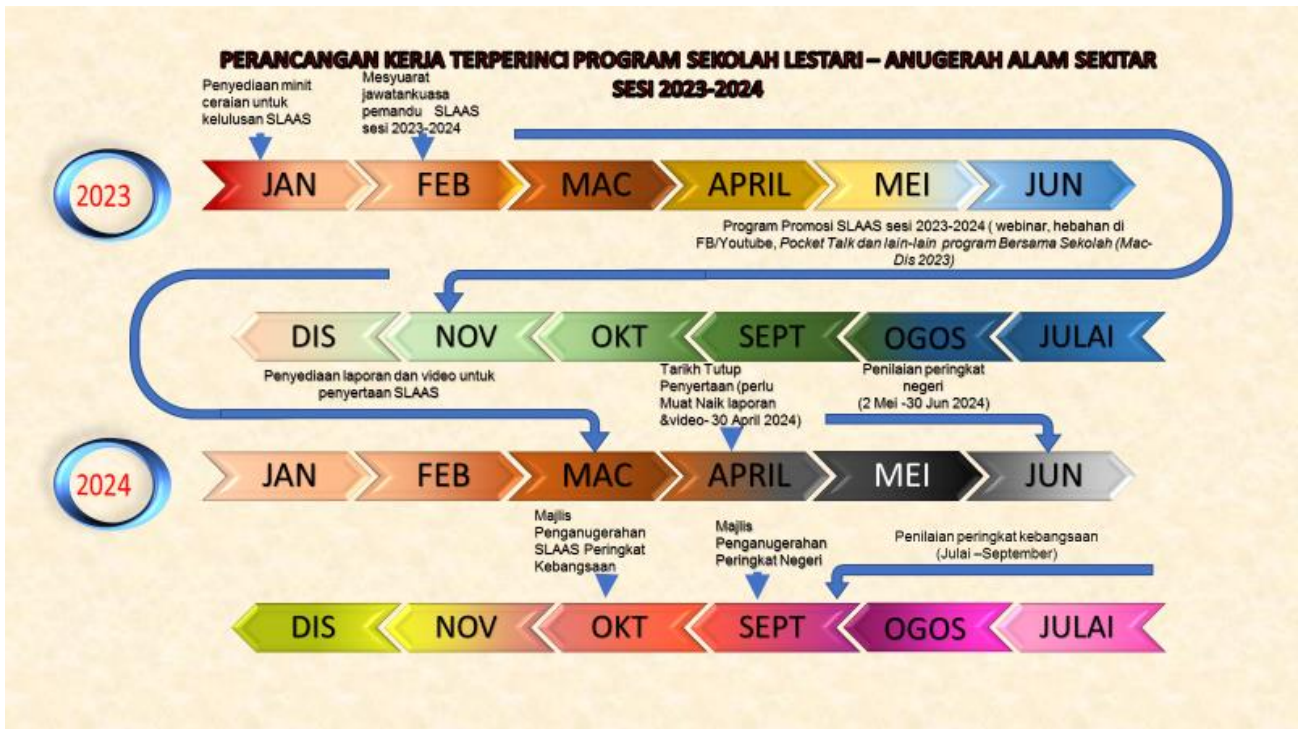 PERANCANGAN KERJA TERPERINCI PROGRAM SEKOLAH LESTARI – ANUGERAH ALAM SEKITAR
SESI 2023-2024
Penyediaan minit
ceraian untuk
kelulusan SLAAS
Mesyuarat
jawatankuasa
pemandu SLAAS
sesi 2023-2024
2023
JAN
FEB
MAC
APRIL
MEI
JUN
Program Promosi SLAAS sesi 2023-2024 ( webinar, hebahan di
FB/Youtube, Pocket Talk dan lain-lain program Bersama Sekolah (Mac-
Dis 2023)
DIS
NOV
OKT
SEPT
OGOS
JULAI
Penyediaan laporan dan video untuk
penyertaan SLAAS
Tarikh Tutup
Penyertaan (perlu
Muat Naik laporan
&video- 30 April 2024)
Penilaian peringkat
negeri
(2 Mei -30 Jun 2024)
2024
JAN
FEB
MAC
APRIL
MEI
JUN
Majlis
Penganugerahan
SLAAS Peringkat
Kebangsaan
Majlis
Penganugerahan
Peringkat Negeri
Penilaian peringkat kebangsaan
(Julai –September)
DIS
NOV
OKT
SEPT
OGOS
JULAI